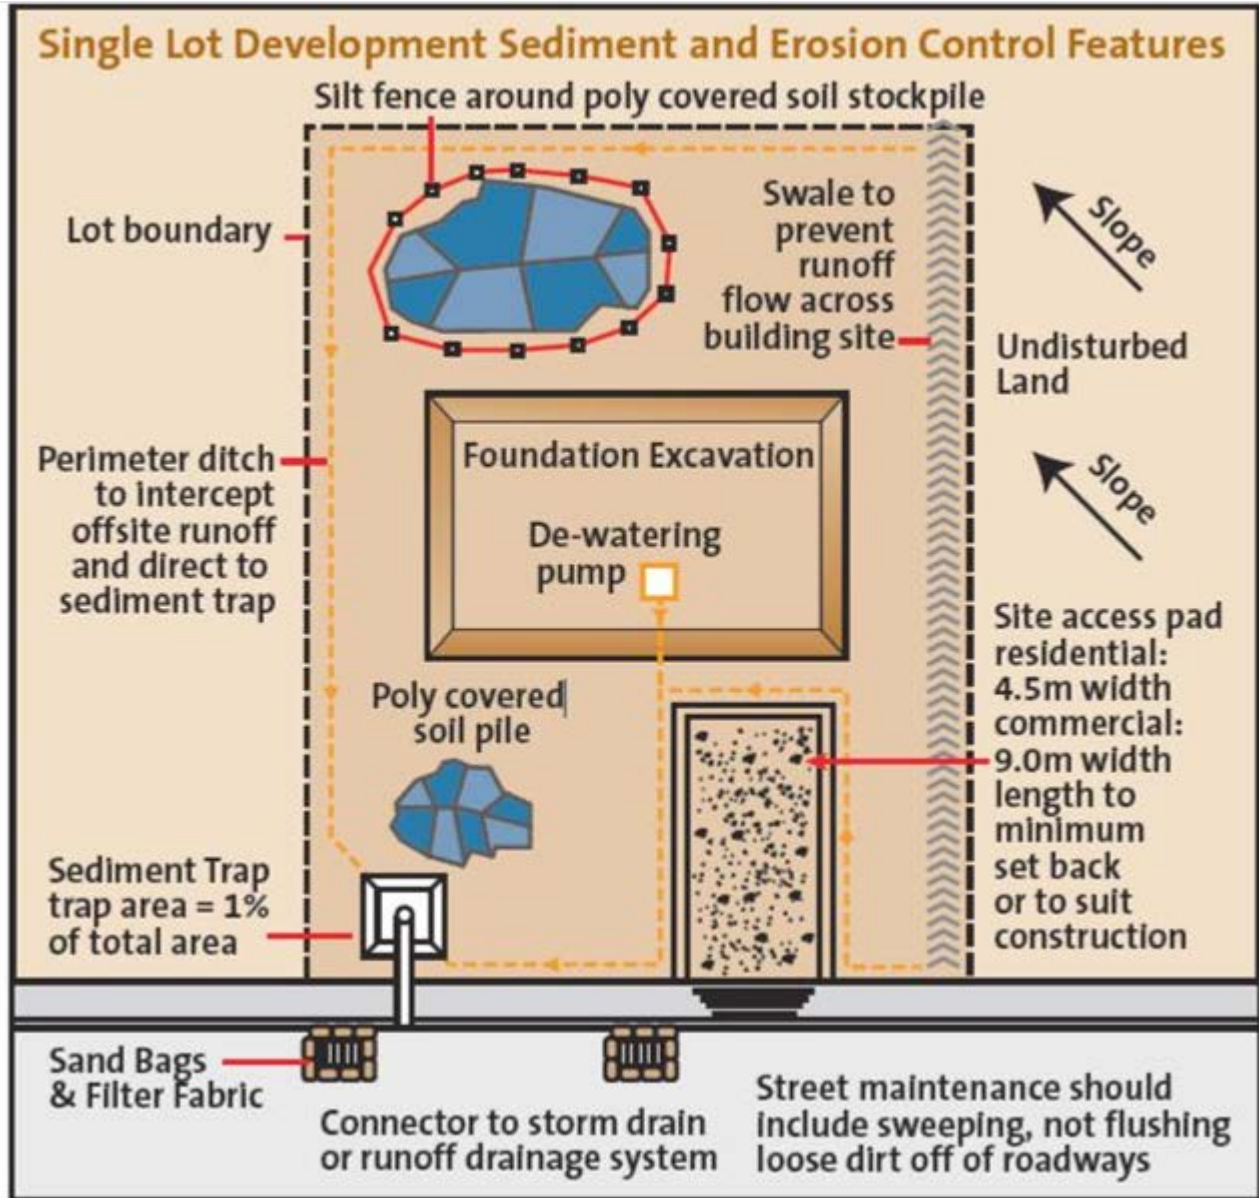 Single Lot Development Sediment and Erosion Control Features
Silt fence around poly covered soil stockpile
Lot boundary
Swale to
prevent
runoff
flow across
building site
Slope
Undisturbed
Land
Perimeter ditch
to intercept
offsite runoff
and direct to
sediment trap
Foundation Excavation
De-watering
pump
Slope
Site access pad
residential:
4.5m width
commercial:
9.0m width
length to
minimum
set back
or to suit
construction
Poly covered
soil pile
Sediment Trap
trap area = 1%
of total area
Sand Bags
& Filter Fabric
Connector to storm drain
or runoff drainage system
Street maintenance should
include sweeping, not flushing
loose dirt off of roadways